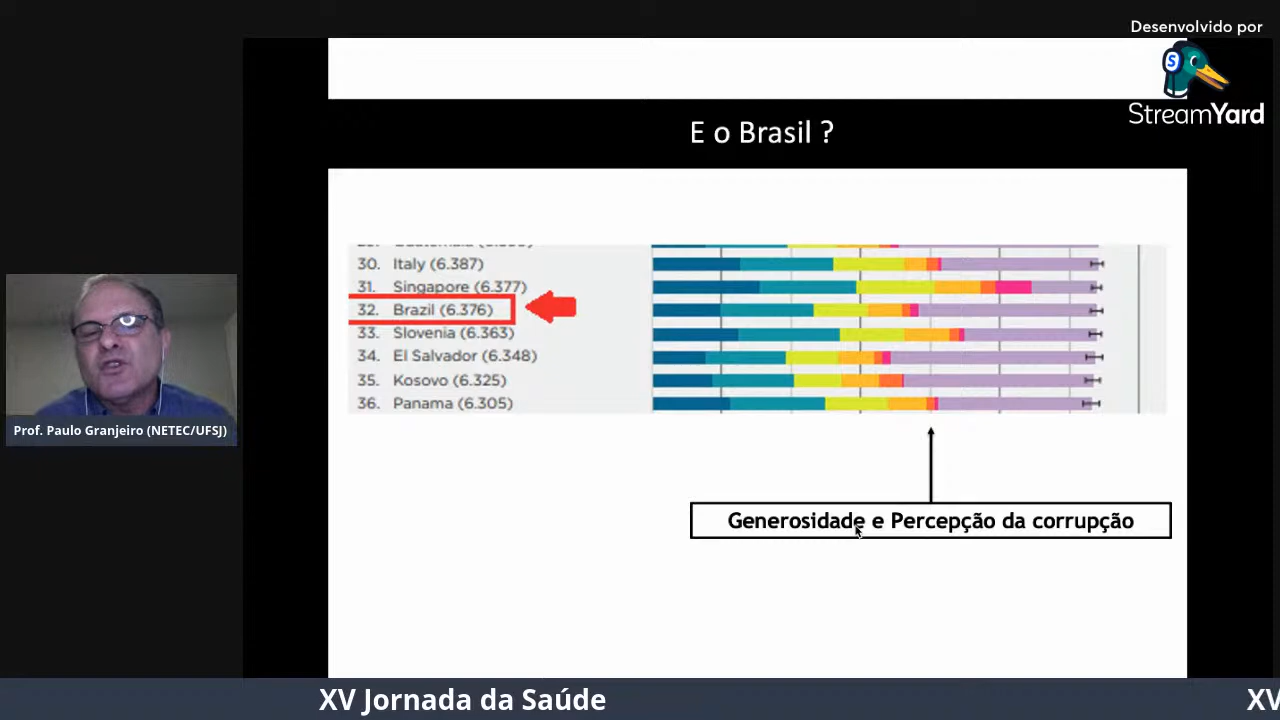 Desenvolvido por
StreamYard
E o Brasil ?
30. Italy (6.387)
31. Singapore (6.377)
32. Brazil (6.376)
33. Slovenia (6.363)
34. El Salvador (6.348)
35. Kosovo (6.325)
36. Panama (6.305)
Generosidade e Percepção da corrupção
Prof. Paulo Granjeiro (NETEC/UFSJ)
XV Jornada da Saúde
XV